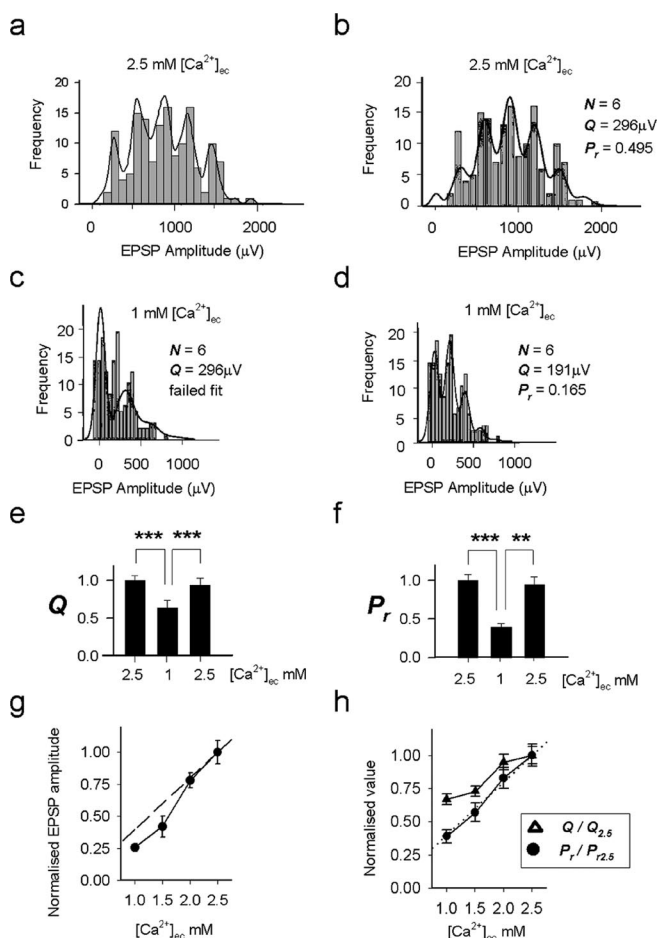 a
2.5 mM [Ca²⁺]ec
20
15
10
5
0
Frequency
0 1000 2000
EPSP Amplitude (μV)
b
2.5 mM [Ca²⁺]ec
20
15
10
5
0
Frequency
N = 6
Q = 296μV
Pr = 0.495
0 1000 2000
EPSP Amplitude (μV)
c
1 mM [Ca²⁺]ec
20
15
10
5
0
Frequency
N = 6
Q = 296μV
failed fit
0 500 1000
EPSP Amplitude (μV)
d
1 mM [Ca²⁺]ec
20
15
10
5
0
Frequency
N = 6
Q = 191μV
Pr = 0.165
0 500 1000
EPSP Amplitude (μV)
e
*** ***
1.0
0.5
0.0
Q
2.5 1 2.5 [Ca²⁺]ec mM
f
*** **
1.0
0.5
0.0
Pr
2.5 1 2.5
[Ca²⁺]ec mM
g
Normalised EPSP amplitude
1.00
0.75
0.50
0.25
0.00
1.0 1.5 2.0 2.5
[Ca²⁺]ec mM
h
Normalised value
1.00
0.75
0.50
0.25
0.00
Q / Q2.5
Pr / Pr2.5
1.0 1.5 2.0 2.5
[Ca²⁺]ec mM